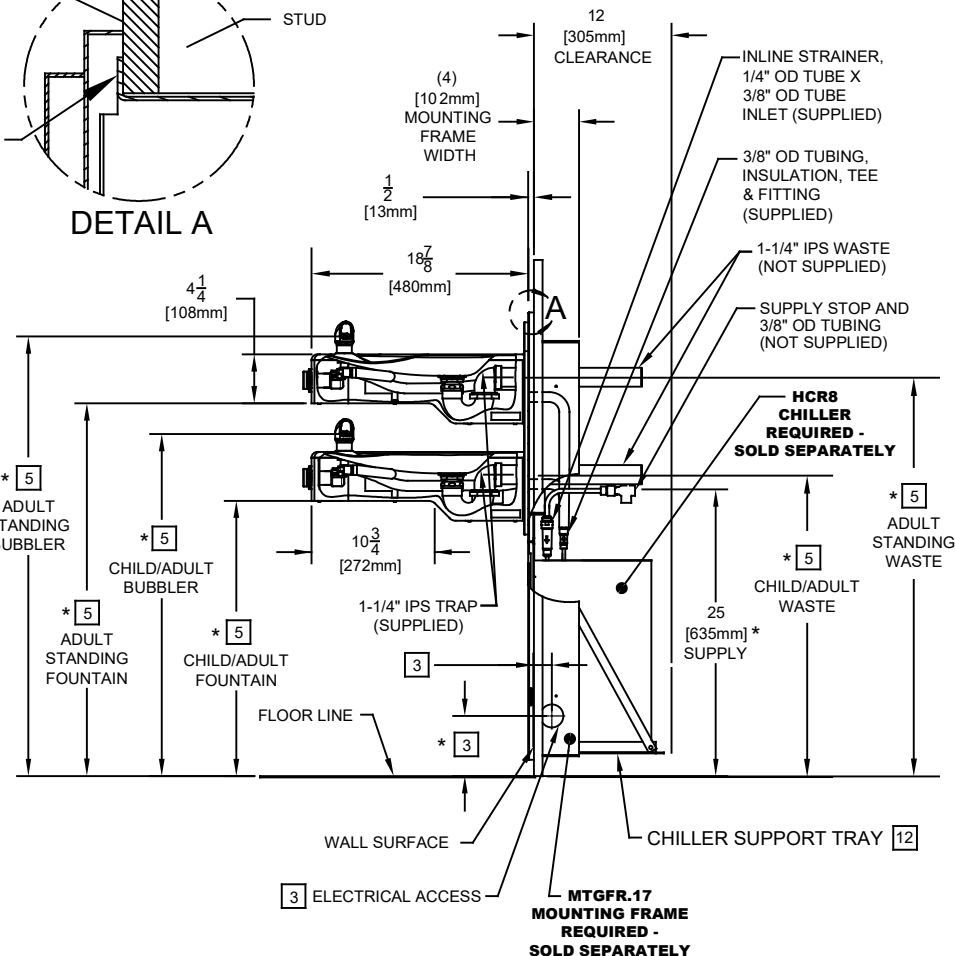 STUD
DETAIL A
12
[305mm]
CLEARANCE
(4)
[102mm]
MOUNTING
FRAME
WIDTH
1/2
[13mm]
18 7/8
[480mm]
4 1/4
[108mm]
A
INLINE STRAINER,
1/4" OD TUBE X
3/8" OD TUBE
INLET (SUPPLIED)
3/8" OD TUBING,
INSULATION, TEE
& FITTING
(SUPPLIED)
1-1/4" IPS WASTE
(NOT SUPPLIED)
SUPPLY STOP AND
3/8" OD TUBING
(NOT SUPPLIED)
HCR8
CHILLER
REQUIRED -
SOLD SEPARATELY
* 5
ADULT
STANDING
BUBBLER
* 5
ADULT
STANDING
FOUNTAIN
* 5
CHILD/ADULT
BUBBLER
* 5
CHILD/ADULT
FOUNTAIN
10 3/4
[272mm]
1-1/4" IPS TRAP
(SUPPLIED)
3
* 3
25
[635mm] *
SUPPLY
* 5
CHILD/ADULT
WASTE
* 5
ADULT
STANDING
WASTE
FLOOR LINE
WALL SURFACE
3 ELECTRICAL ACCESS
MTGFR.17
MOUNTING FRAME
REQUIRED -
SOLD SEPARATELY
CHILLER SUPPORT TRAY 12